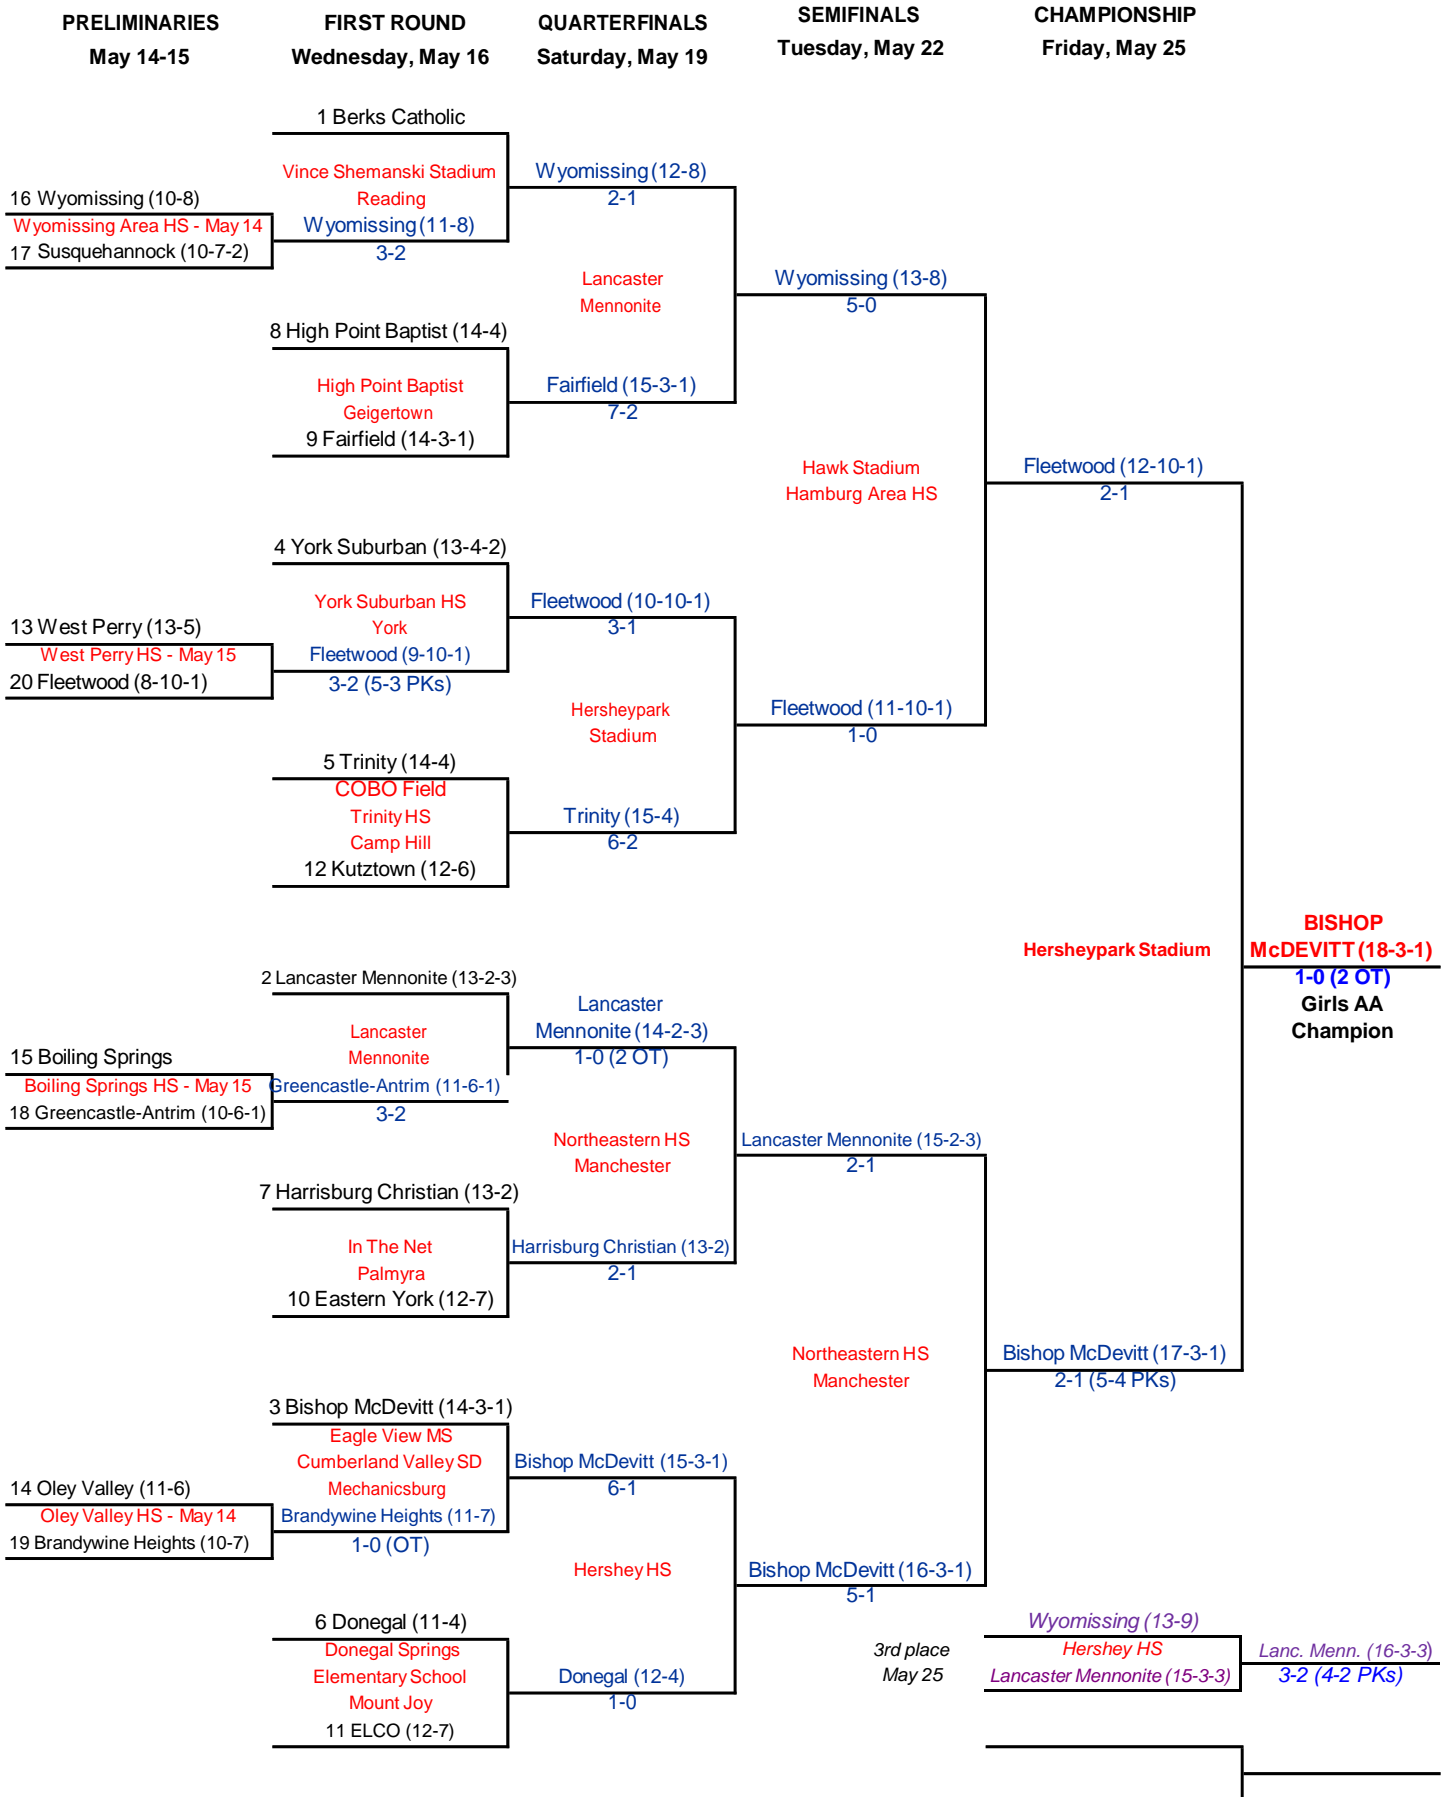 PRELIMINARIES
May 14-15
FIRST ROUND
Wednesday, May 16
QUARTERFINALS
Saturday, May 19
SEMIFINALS
Tuesday, May 22
CHAMPIONSHIP
Friday, May 25
16 Wyomissing (10-8)
Wyomissing Area HS - May 14
17 Susquehannock (10-7-2)
13 West Perry (13-5)
West Perry HS - May 15
20 Fleetwood (8-10-1)
15 Boiling Springs
Boiling Springs HS - May 15
18 Greencastle-Antrim (10-6-1)
14 Oley Valley (11-6)
Oley Valley HS - May 14
19 Brandywine Heights (10-7)
1 Berks Catholic
Vince Shemanski Stadium
Reading
Wyomissing (11-8)
3-2
8 High Point Baptist (14-4)
High Point Baptist
Geigertown
9 Fairfield (14-3-1)
4 York Suburban (13-4-2)
York Suburban HS
York
Fleetwood (9-10-1)
3-2 (5-3 PKs)
5 Trinity (14-4)
COBO Field
Trinity HS
Camp Hill
12 Kutztown (12-6)
2 Lancaster Mennonite (13-2-3)
Lancaster
Mennonite
Greencastle-Antrim (11-6-1)
3-2
7 Harrisburg Christian (13-2)
In The Net
Palmyra
10 Eastern York (12-7)
3 Bishop McDevitt (14-3-1)
Eagle View MS
Cumberland Valley SD
Mechanicsburg
Brandywine Heights (11-7)
1-0 (OT)
6 Donegal (11-4)
Donegal Springs
Elementary School
Mount Joy
11 ELCO (12-7)
Wyomissing (12-8)
2-1
Lancaster
Mennonite
Fairfield (15-3-1)
7-2
Fleetwood (10-10-1)
3-1
Hersheypark
Stadium
Trinity (15-4)
6-2
Lancaster
Mennonite (14-2-3)
1-0 (2 OT)
Northeastern HS
Manchester
Harrisburg Christian (13-2)
2-1
Bishop McDevitt (15-3-1)
6-1
Hershey HS
Donegal (12-4)
1-0
Wyomissing (13-8)
5-0
Hawk Stadium
Hamburg Area HS
Fleetwood (11-10-1)
1-0
Lancaster Mennonite (15-2-3)
2-1
Northeastern HS
Manchester
Bishop McDevitt (16-3-1)
5-1
Fleetwood (12-10-1)
2-1
Hersheypark Stadium
Bishop McDevitt (17-3-1)
2-1 (5-4 PKs)
BISHOP
McDEVITT (18-3-1)
1-0 (2 OT)
Girls AA
Champion
3rd place
May 25
Wyomissing (13-9)
Hershey HS
Lancaster Mennonite (15-3-3)
Lanc. Menn. (16-3-3)
3-2 (4-2 PKs)